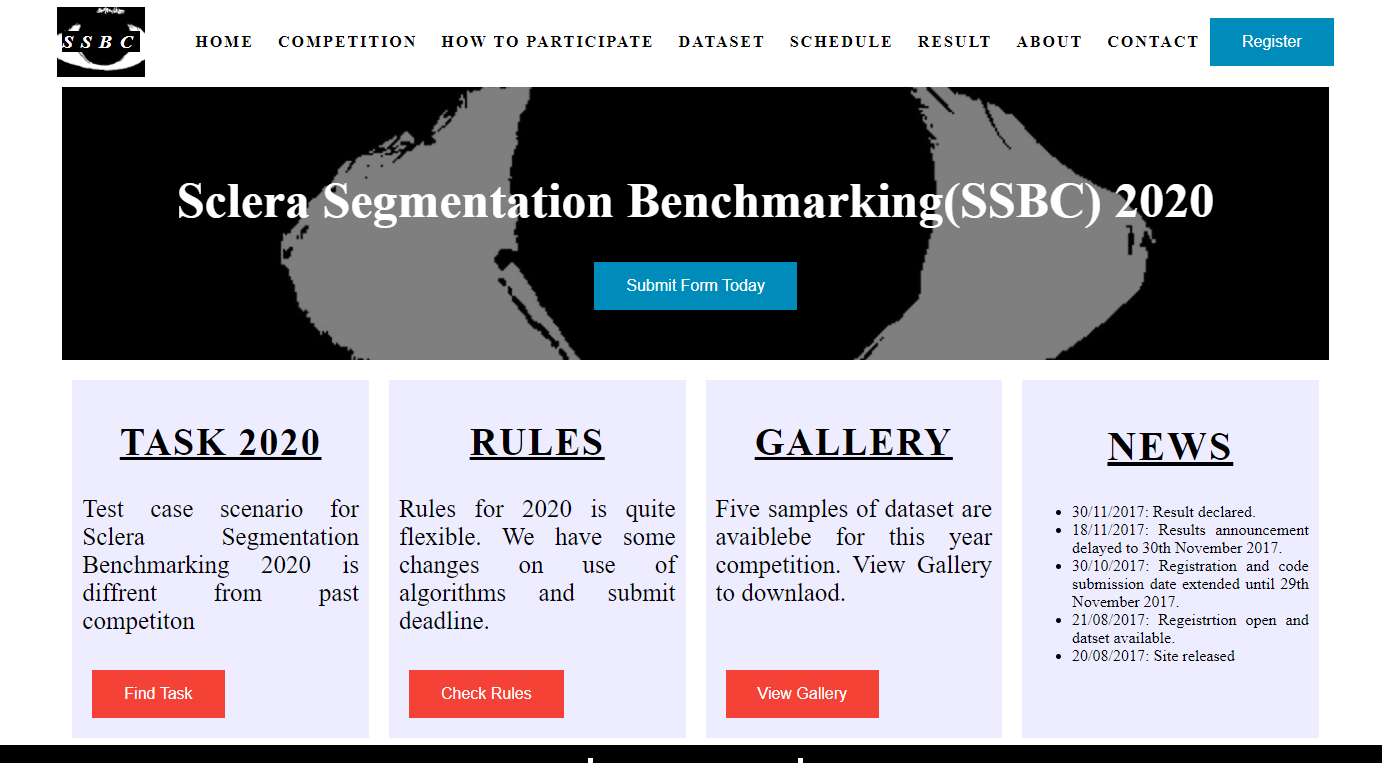 S S B C
HOME COMPETITION HOW TO PARTICIPATE DATASET SCHEDULE RESULT ABOUT CONTACT Register
Sclera Segmentation Benchmarking(SSBC) 2020
Submit Form Today
TASK 2020
Test case scenario for
Sclera Segmentation
Benchmarking 2020 is
diffrent from past
competiton
Find Task
RULES
Rules for 2020 is quite
flexible. We have some
changes on use of
algorithms and submit
deadline.
Check Rules
GALLERY
Five samples of dataset are
avaiblebe for this year
competition. View Gallery
to downlaod.
View Gallery
NEWS
30/11/2017: Result declared.
18/11/2017: Results announcement
delayed to 30th November 2017.
30/10/2017: Registration and code
submission date extended until 29th
November 2017.
21/08/2017: Regeistrtion open and
datset available.
20/08/2017: Site released